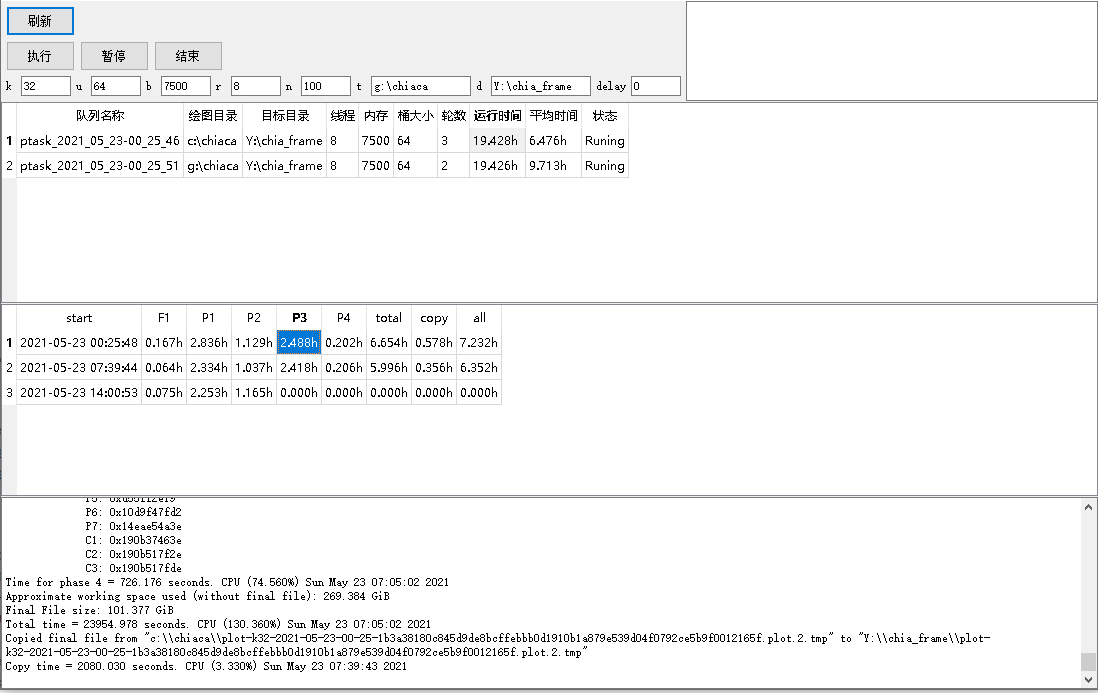 刷新
执行 暂停 结束
k 32 u 64 b 7500 r 8 n 100 t g:\chiaca d Y:\chia_frame delay 0
队列名称 绘图目录 目标目录 线程 内存 桶大小 轮数 运行时间 平均时间 状态
1 ptask_2021_05_23-00_25_46 c:\chiaca Y:\chia_frame 8 7500 64 3 19.428h 6.476h Runing
2 ptask_2021_05_23-00_25_51 g:\chiaca Y:\chia_frame 8 7500 64 2 19.426h 9.713h Runing
start F1 P1 P2 P3 P4 total copy all
1 2021-05-23 00:25:48 0.167h 2.836h 1.129h 2.488h 0.202h 6.654h 0.578h 7.232h
2 2021-05-23 07:39:44 0.064h 2.334h 1.037h 2.418h 0.206h 5.996h 0.356h 6.352h
3 2021-05-23 14:00:53 0.075h 2.253h 1.165h 0.000h 0.000h 0.000h 0.000h 0.000h
P6: 0x10d9f47fd2
P7: 0x14eae54a3e
C1: 0x190b37463e
C2: 0x190b517f2e
C3: 0x190b517fde
Time for phase 4 = 726.176 seconds. CPU (74.560%) Sun May 23 07:05:02 2021
Approximate working space used (without final file): 269.384 GiB
Final File size: 101.377 GiB
Total time = 23954.978 seconds. CPU (130.360%) Sun May 23 07:05:02 2021
Copied final file from "c:\\chiaca\\plot-k32-2021-05-23-00-25-1b3a38180c845d9de8bcffebbb0d1910b1a879e539d04f0792ce5b9f0012165f.plot.2.tmp" to "Y:\\chia_frame\\plot-
k32-2021-05-23-00-25-1b3a38180c845d9de8bcffebbb0d1910b1a879e539d04f0792ce5b9f0012165f.plot.2.tmp"
Copy time = 2080.030 seconds. CPU (3.330%) Sun May 23 07:39:43 2021